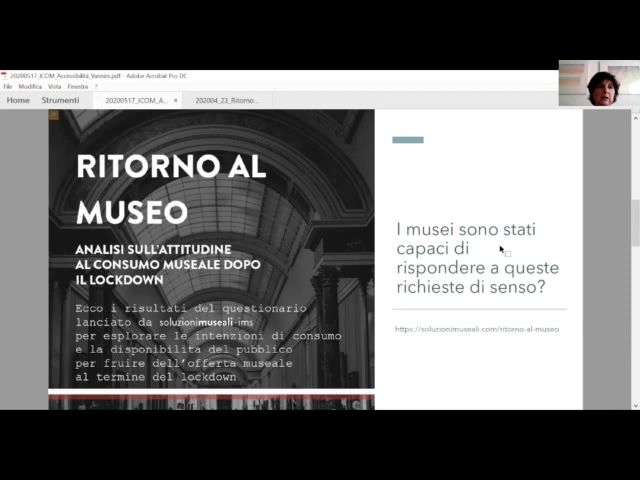 20200517_ICOM_Accessibilità_Vannini.pdf - Adobe Acrobat Pro DC
File Modifica Vista Finestra ?
Home Strumenti 20200517_ICOM_A... × 202004_23_Ritorno...
RITORNO AL
MUSEO
ANALISI SULL'ATTITUDINE
AL CONSUMO MUSEALE DOPO
IL LOCKDOWN
Ecco i risultati del questionario
lanciato da soluzionimuseali-ims
per esplorare le intenzioni di consumo
e la disponibilità del pubblico
per fruire dell'offerta museale
al termine del lockdown
I musei sono stati
capaci di
rispondere a queste
richieste di senso?
https://soluzionimuseali.com/ritorno-al-museo